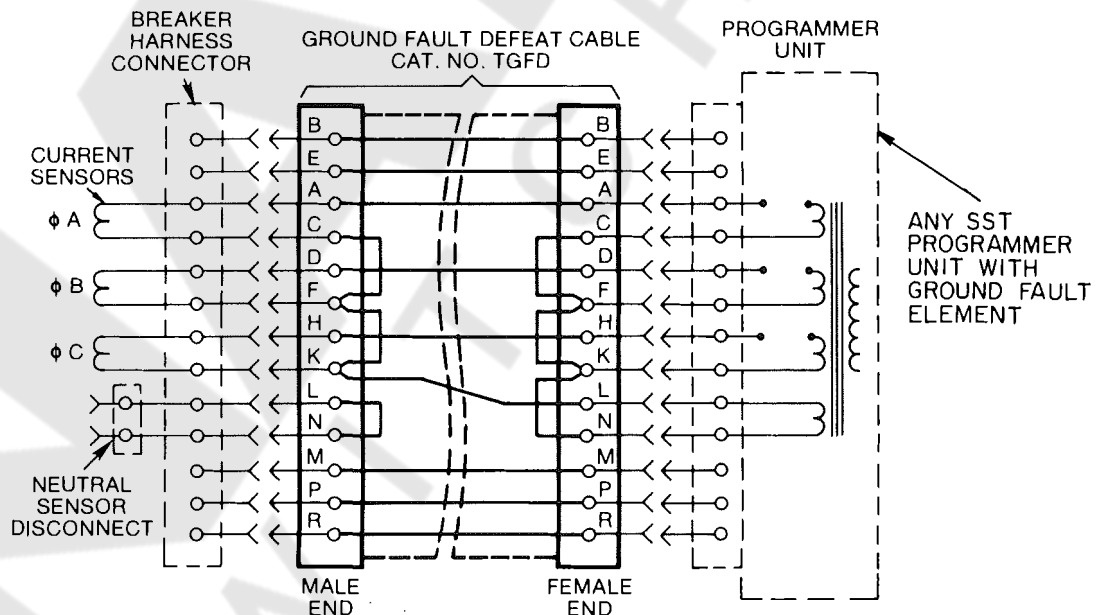 BREAKER
HARNESS
CONNECTOR
GROUND FAULT DEFEAT CABLE
CAT. NO. TGFD
PROGRAMMER
UNIT
CURRENT
SENSORS
ϕ A
ϕ B
ϕ C
NEUTRAL
SENSOR
DISCONNECT
B
E
A
C
D
F
H
K
L
N
M
P
R
MALE
END
B
E
A
C
D
F
H
K
L
N
M
P
R
FEMALE
END
ANY SST
PROGRAMMER
UNIT WITH
GROUND FAULT
ELEMENT